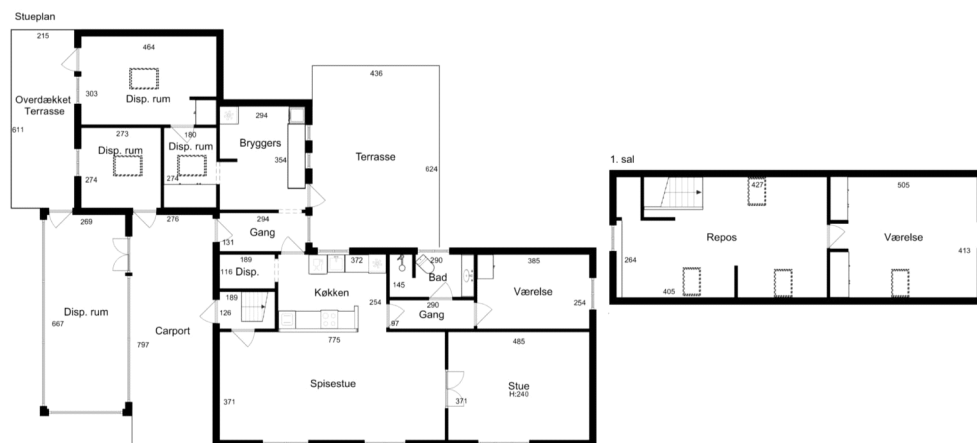 Stueplan
215
464
303
Disp. rum
Overdækket
Terrasse
611
436
294
Bryggers
354
273
Disp. rum
274
180
Disp. rum
274
Terrasse
624
269
276
294
Gang
131
189
116 Disp.
372
290
Bad
145
385
Værelse
254
Køkken
254
189
126
290
Gang
97
Disp. rum
667
Carport
797
775
Spisestue
371
485
Stue
H:240
371
1. sal
427
505
Repos
Værelse
413
264
405